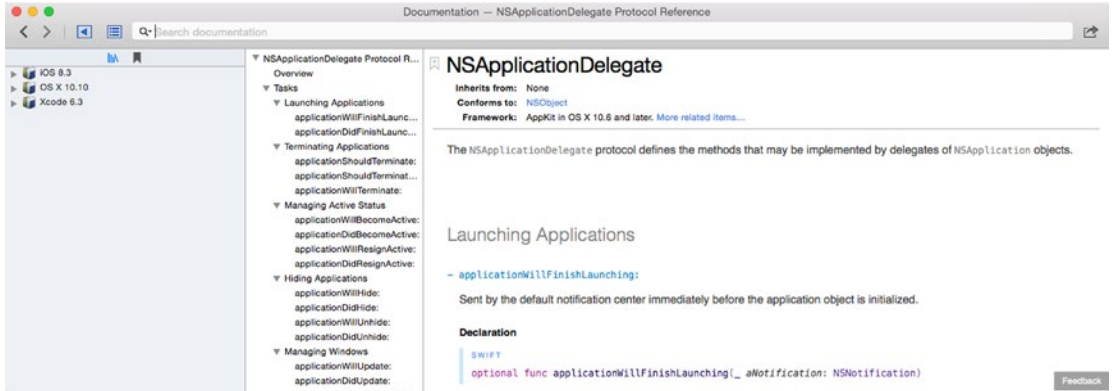 Documentation — NSApplicationDelegate Protocol Reference
Search documentation
iOS 8.3
OS X 10.10
Xcode 6.3
NSApplicationDelegate Protocol R...
Overview
Tasks
Launching Applications
applicationWillFinishLaunc...
applicationDidFinishLaunc...
Terminating Applications
applicationShouldTerminate:
applicationShouldTerminat...
applicationWillTerminate:
Managing Active Status
applicationWillBecomeActive:
applicationDidBecomeActive:
applicationWillResignActive:
applicationDidResignActive:
Hiding Applications
applicationWillHide:
applicationDidHide:
applicationWillUnhide:
applicationDidUnhide:
Managing Windows
applicationWillUpdate:
applicationDidUpdate:
NSApplicationDelegate
Inherits from: None
Conforms to: NSObject
Framework: AppKit in OS X 10.6 and later. More related items...
The NSApplicationDelegate protocol defines the methods that may be implemented by delegates of NSApplication objects.
Launching Applications
– applicationWillFinishLaunching:
Sent by the default notification center immediately before the application object is initialized.
Declaration
SWIFT
optional func applicationWillFinishLaunching(_ aNotification: NSNotification)
Feedback